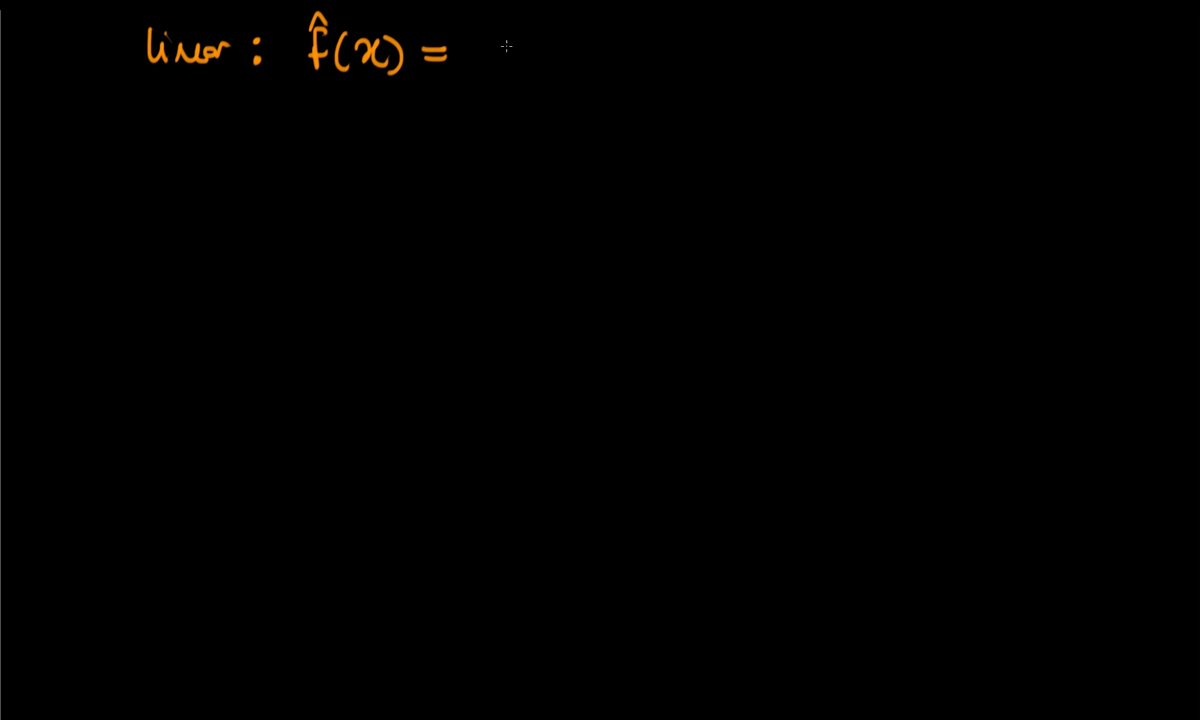 linear : f̂(x) =